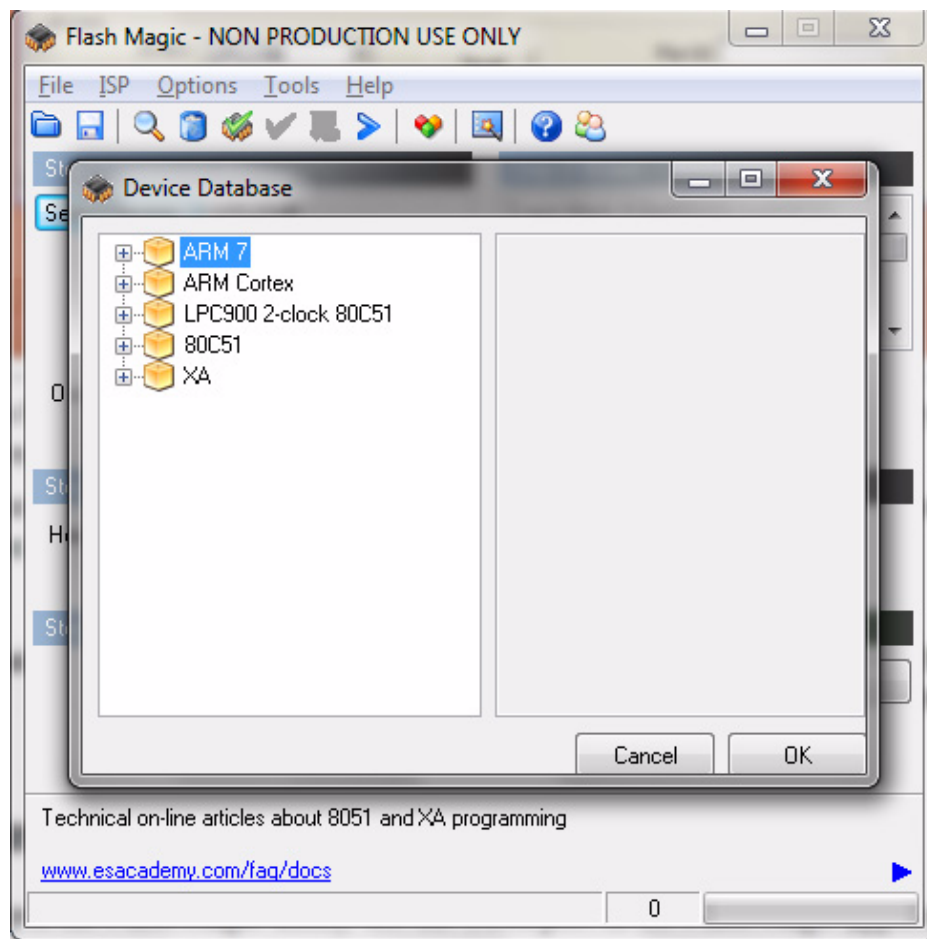 Flash Magic - NON PRODUCTION USE ONLY
File ISP Options Tools Help
Device Database
ARM 7
ARM Cortex
LPC900 2-clock 80C51
80C51
XA
Cancel OK
Technical on-line articles about 8051 and XA programming
www.esacademy.com/faq/docs
0